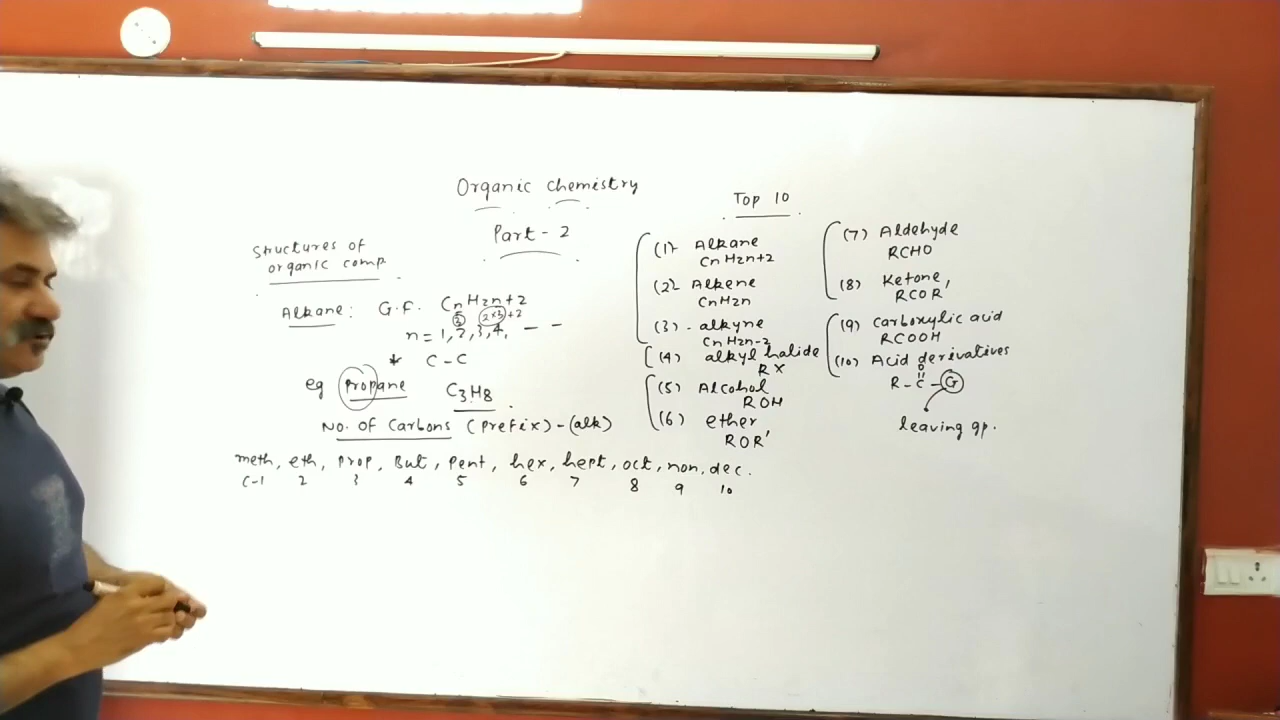 Organic chemistry
Part - 2
Structures of
organic comp.
Alkane: G.F. CnH2n+2
3 2x3+2
n = 1, 2, 3, 4, — —
* C-C
eg Propane C3H8
No. of Carbons (Prefix)-(alk)
meth, eth, Prop, But, Pent, hex, hept, oct, non, dec.
C-1 2 3 4 5 6 7 8 9 10
Top 10
(1) Alkane
CnH2n+2
(2) Alkene
CnH2n
(3) - alkyne
CnH2n-2
(4) alkyl halide
RX
(5) Alcohol
ROH
(6) ether
ROR'
(7) Aldehyde
RCHO
(8) Ketone
RCOR'
(9) Carboxylic acid
RCOOH
(10) Acid derivatives
O
R-C-G
leaving gp.